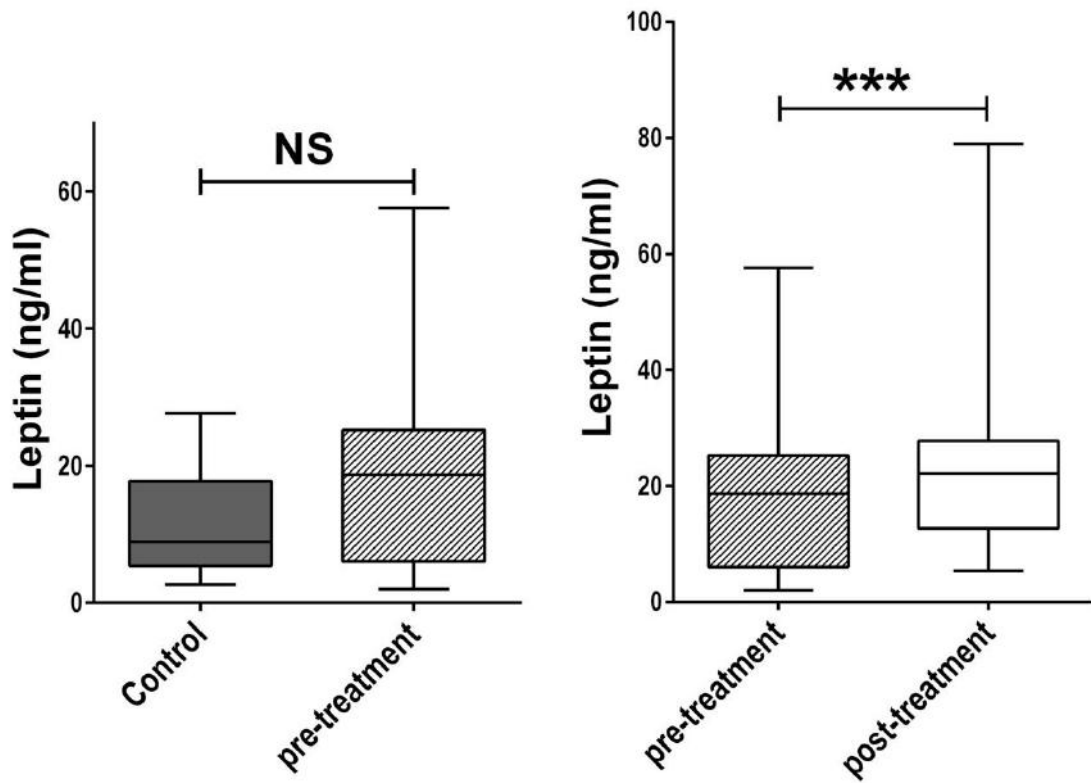 NS
Leptin (ng/ml)
60
40
20
0
Control
pre-treatment
***
Leptin (ng/ml)
100
80
60
40
20
0
pre-treatment
post-treatment